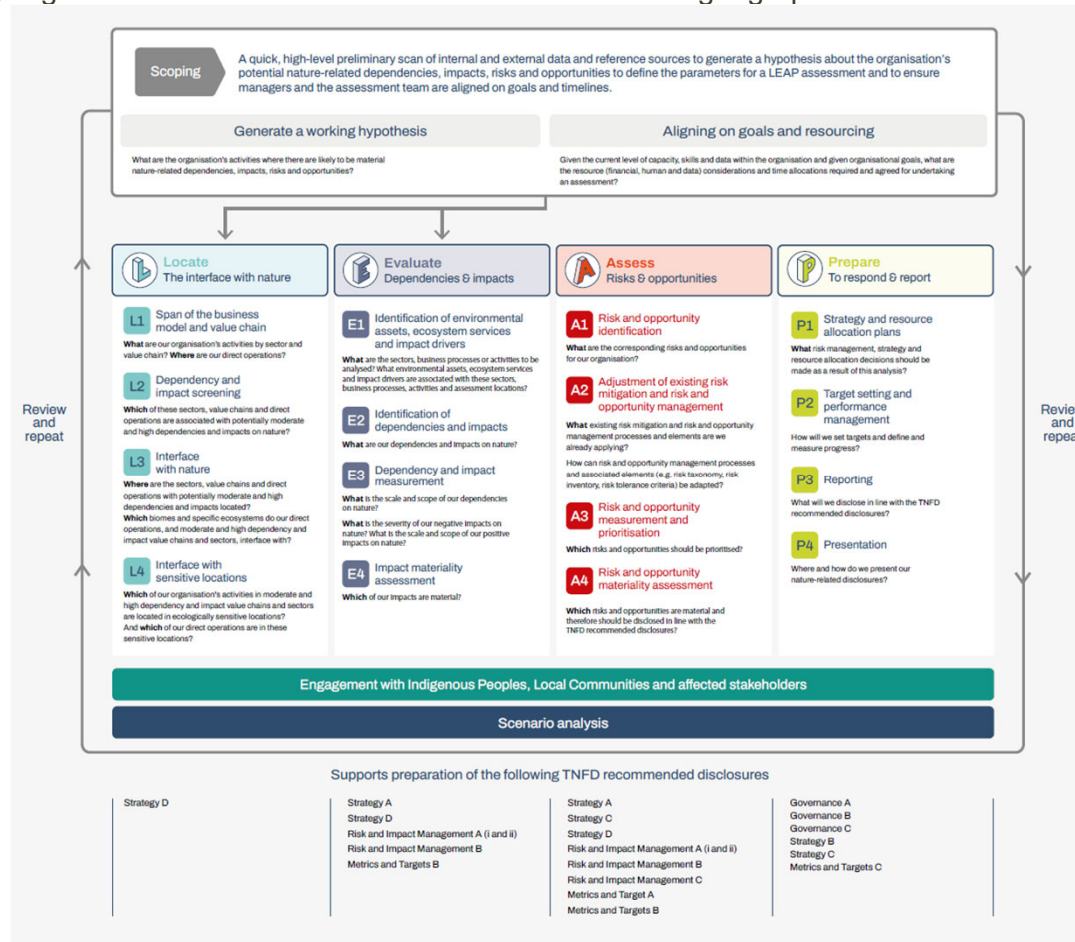 Scoping
A quick, high-level preliminary scan of internal and external data and reference sources to generate a hypothesis about the organisation's
potential nature-related dependencies, impacts, risks and opportunities to define the parameters for a LEAP assessment and to ensure
managers and the assessment team are aligned on goals and timelines.
Generate a working hypothesis
What are the organisation's activities where there are likely to be material
nature-related dependencies, impacts, risks and opportunities?
Aligning on goals and resourcing
Given the current level of capacity, skills and data within the organisation and given organisational goals, what are
the resource (financial, human and data) considerations and time allocations required and agreed for undertaking
an assessment?
Review
and
repeat
L
Locate
The interface with nature
L1
Span of the business
model and value chain
What are our organisation's activities by sector and
value chain? Where are our direct operations?
L2
Dependency and
impact screening
Which of these sectors, value chains and direct
operations are associated with potentially moderate
and high dependencies and impacts on nature?
L3
Interface
with nature
Where are the sectors, value chains and direct
operations with potentially moderate and high
dependencies and impacts located?
Which biomes and specific ecosystems do our direct
operations, and moderate and high dependency and
impact value chains and sectors, interface with?
L4
Interface with
sensitive locations
Which of our organisation's activities in moderate and
high dependency and impact value chains and sectors
are located in ecologically sensitive locations?
And which of our direct operations are in these
sensitive locations?
E
Evaluate
Dependencies & impacts
E1
Identification of environmental
assets, ecosystem services
and impact drivers
What are the sectors, business processes or activities to be
analysed? What environmental assets, ecosystem services
and impact drivers are associated with these sectors,
business processes, activities and assessment locations?
E2
Identification of
dependencies and impacts
What are our dependencies and impacts on nature?
E3
Dependency and impact
measurement
What is the scale and scope of our dependencies
on nature?
What is the severity of our negative impacts on
nature? What is the scale and scope of our positive
impacts on nature?
E4
Impact materiality
assessment
Which of our impacts are material?
A
Assess
Risks & opportunities
A1
Risk and opportunity
identification
What are the corresponding risks and opportunities
for our organisation?
A2
Adjustment of existing risk
mitigation and risk and
opportunity management
What existing risk mitigation and risk and opportunity
management processes and elements are we
already applying?
How can risk and opportunity management processes
and associated elements (e.g. risk taxonomy, risk
inventory, risk tolerance criteria) be adapted?
A3
Risk and opportunity
measurement and
prioritisation
Which risks and opportunities should be prioritised?
A4
Risk and opportunity
materiality assessment
Which risks and opportunities are material and
therefore should be disclosed in line with the
TNFD recommended disclosures?
P
Prepare
To respond & report
P1
Strategy and resource
allocation plans
What risk management, strategy and
resource allocation decisions should be
made as a result of this analysis?
P2
Target setting and
performance
management
How will we set targets and define and
measure progress?
P3
Reporting
What will we disclose in line with the TNFD
recommended disclosures?
P4
Presentation
Where and how do we present our
nature-related disclosures?
Revie
and
repea
Engagement with Indigenous Peoples, Local Communities and affected stakeholders
Scenario analysis
Supports preparation of the following TNFD recommended disclosures
Strategy D
Strategy A
Strategy D
Risk and Impact Management A (i and ii)
Risk and Impact Management B
Metrics and Targets B
Strategy A
Strategy C
Strategy D
Risk and Impact Management A (i and ii)
Risk and Impact Management B
Risk and Impact Management C
Metrics and Target A
Metrics and Targets B
Governance A
Governance B
Governance C
Strategy B
Strategy C
Metrics and Targets C